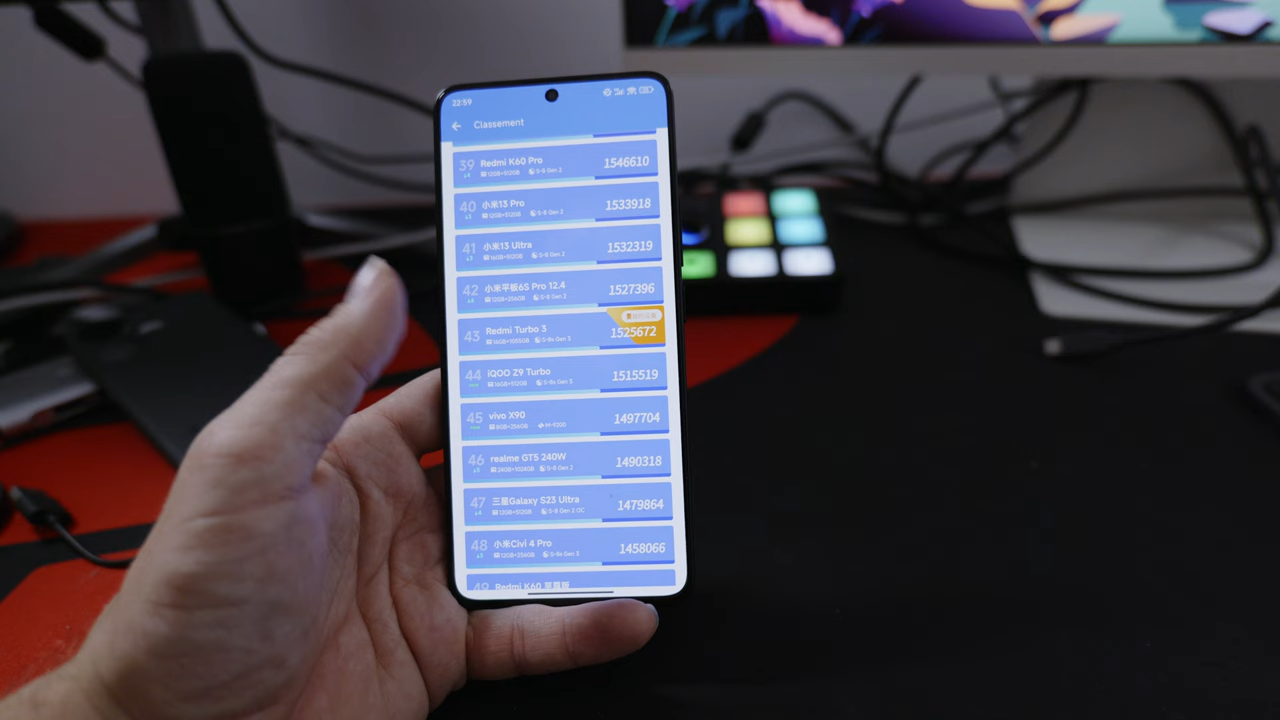 22:59
Classement
39 Redmi K60 Pro 1546610
12GB+512GB S-8 Gen 2
40 小米13 Pro 1533918
12GB+512GB S-8 Gen 2
41 小米13 Ultra 1532319
16GB+512GB S-8 Gen 2
42 小米平板6S Pro 12.4 1527396
12GB+256GB S-8 Gen 2
43 Redmi Turbo 3 1525672
16GB+1055GB S-8s Gen 3
44 iQOO Z9 Turbo 1515519
16GB+512GB S-8s Gen 3
45 vivo X90 1497704
8GB+256GB M-9200
46 realme GT5 240W 1490318
24GB+1024GB S-8 Gen 2
47 三星Galaxy S23 Ultra 1479864
12GB+512GB S-8 Gen 2 OC
48 小米Civi 4 Pro 1458066
12GB+256GB S-8s Gen 3
49 Redmi K60 至尊版